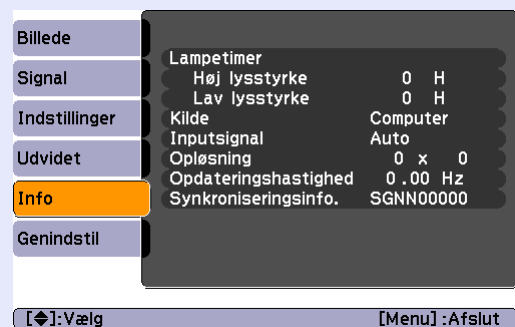 Billede
Signal
Indstillinger
Udvidet
Info
Genindstil
Lampetimer
Høj lysstyrke 0 H
Lav lysstyrke 0 H
Kilde Computer
Inputsignal Auto
Opløsning 0 x 0
Opdateringshastighed 0.00 Hz
Synkroniseringsinfo. SGNN00000
[◆]:Vælg [Menu]:Afslut